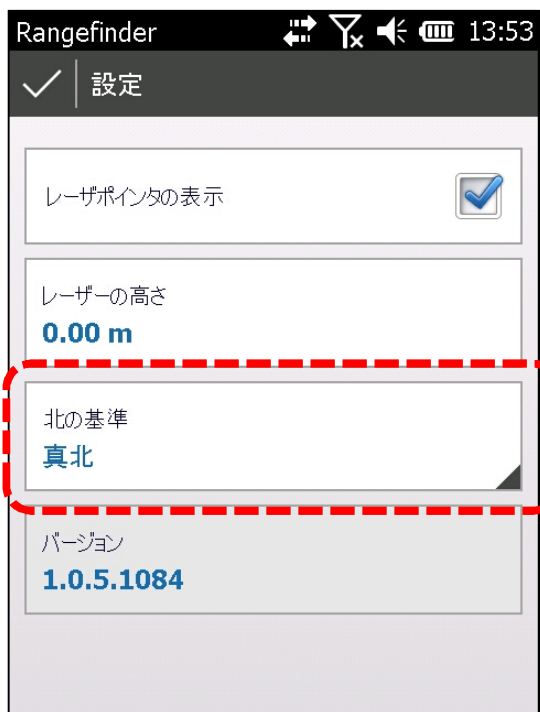 Rangefinder 13:53
設定
レーザポインタの表示
レーザーの高さ
0.00 m
北の基準
真北
バージョン
1.0.5.1084